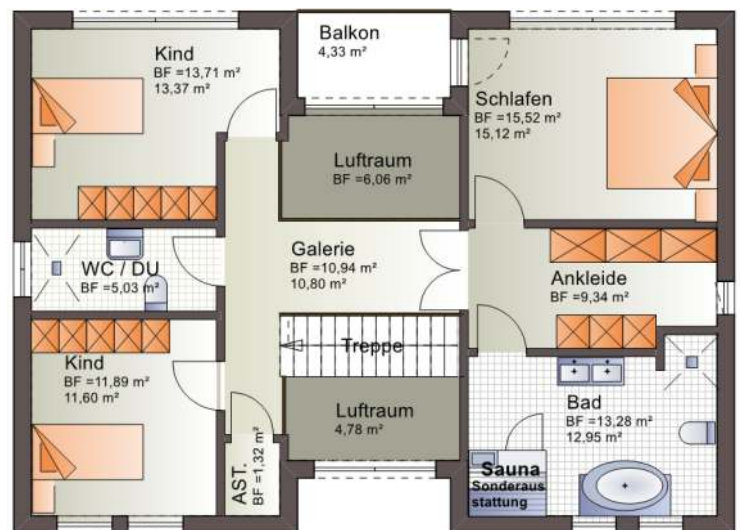 Kind
BF =13,71 m²
13,37 m²
Balkon
4,33 m²
Schlafen
BF =15,52 m²
15,12 m²
Luftraum
BF =6,06 m²
WC / DU
BF =5,03 m²
Galerie
BF =10,94 m²
10,80 m²
Ankleide
BF =9,34 m²
Treppe
Kind
BF =11,89 m²
11,60 m²
Luftraum
4,78 m²
AST.
BF =1,32 m²
Bad
BF =13,28 m²
12,95 m²
Sauna
Sonderaus
stattung